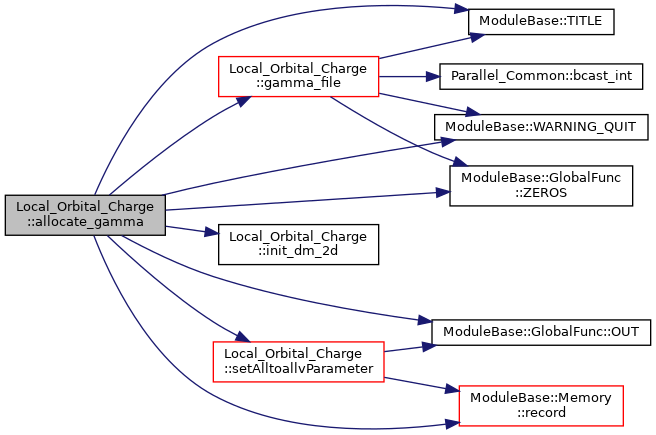 ModuleBase::TITLE
Local_Orbital_Charge
::gamma_file
Parallel_Common::bcast_int
ModuleBase::WARNING_QUIT
ModuleBase::GlobalFunc
::ZEROS
Local_Orbital_Charge
::allocate_gamma
Local_Orbital_Charge
::init_dm_2d
ModuleBase::GlobalFunc::OUT
Local_Orbital_Charge
::setAlltoallvParameter
ModuleBase::Memory
::record